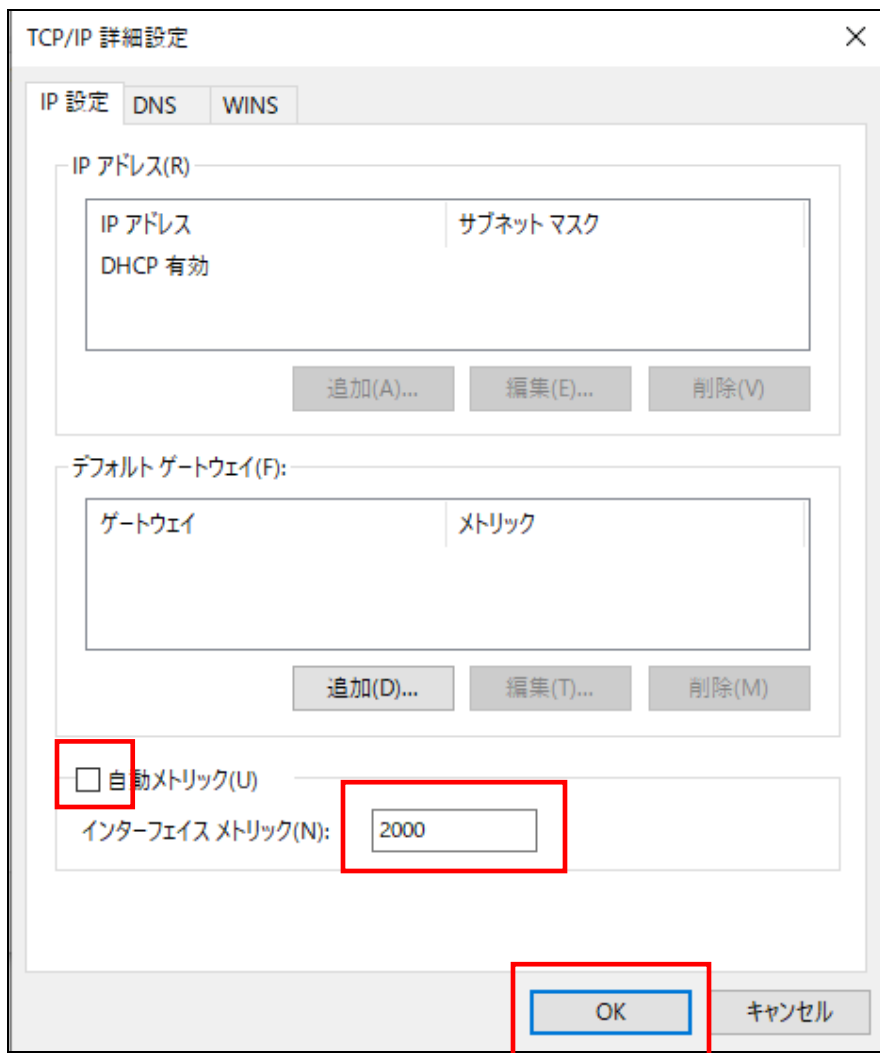 TCP/IP 詳細設定
IP 設定 DNS WINS
IP アドレス(R)
IP アドレス サブネット マスク
DHCP 有効
追加(A)... 編集(E)... 削除(V)
デフォルト ゲートウェイ(F):
ゲートウェイ メトリック
追加(D)... 編集(T)... 削除(M)
自動メトリック(U)
インターフェイス メトリック(N): 2000
OK キャンセル